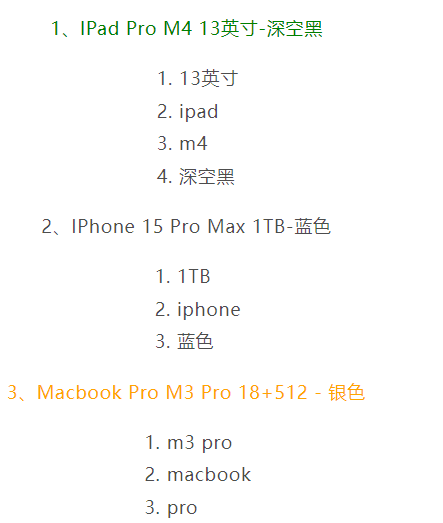 1、IPad Pro M4 13英寸-深空黑
1. 13英寸
2. ipad
3. m4
4. 深空黑
2、IPhone 15 Pro Max 1TB-蓝色
1. 1TB
2. iphone
3. 蓝色
3、Macbook Pro M3 Pro 18+512 - 银色
1. m3 pro
2. macbook
3. pro